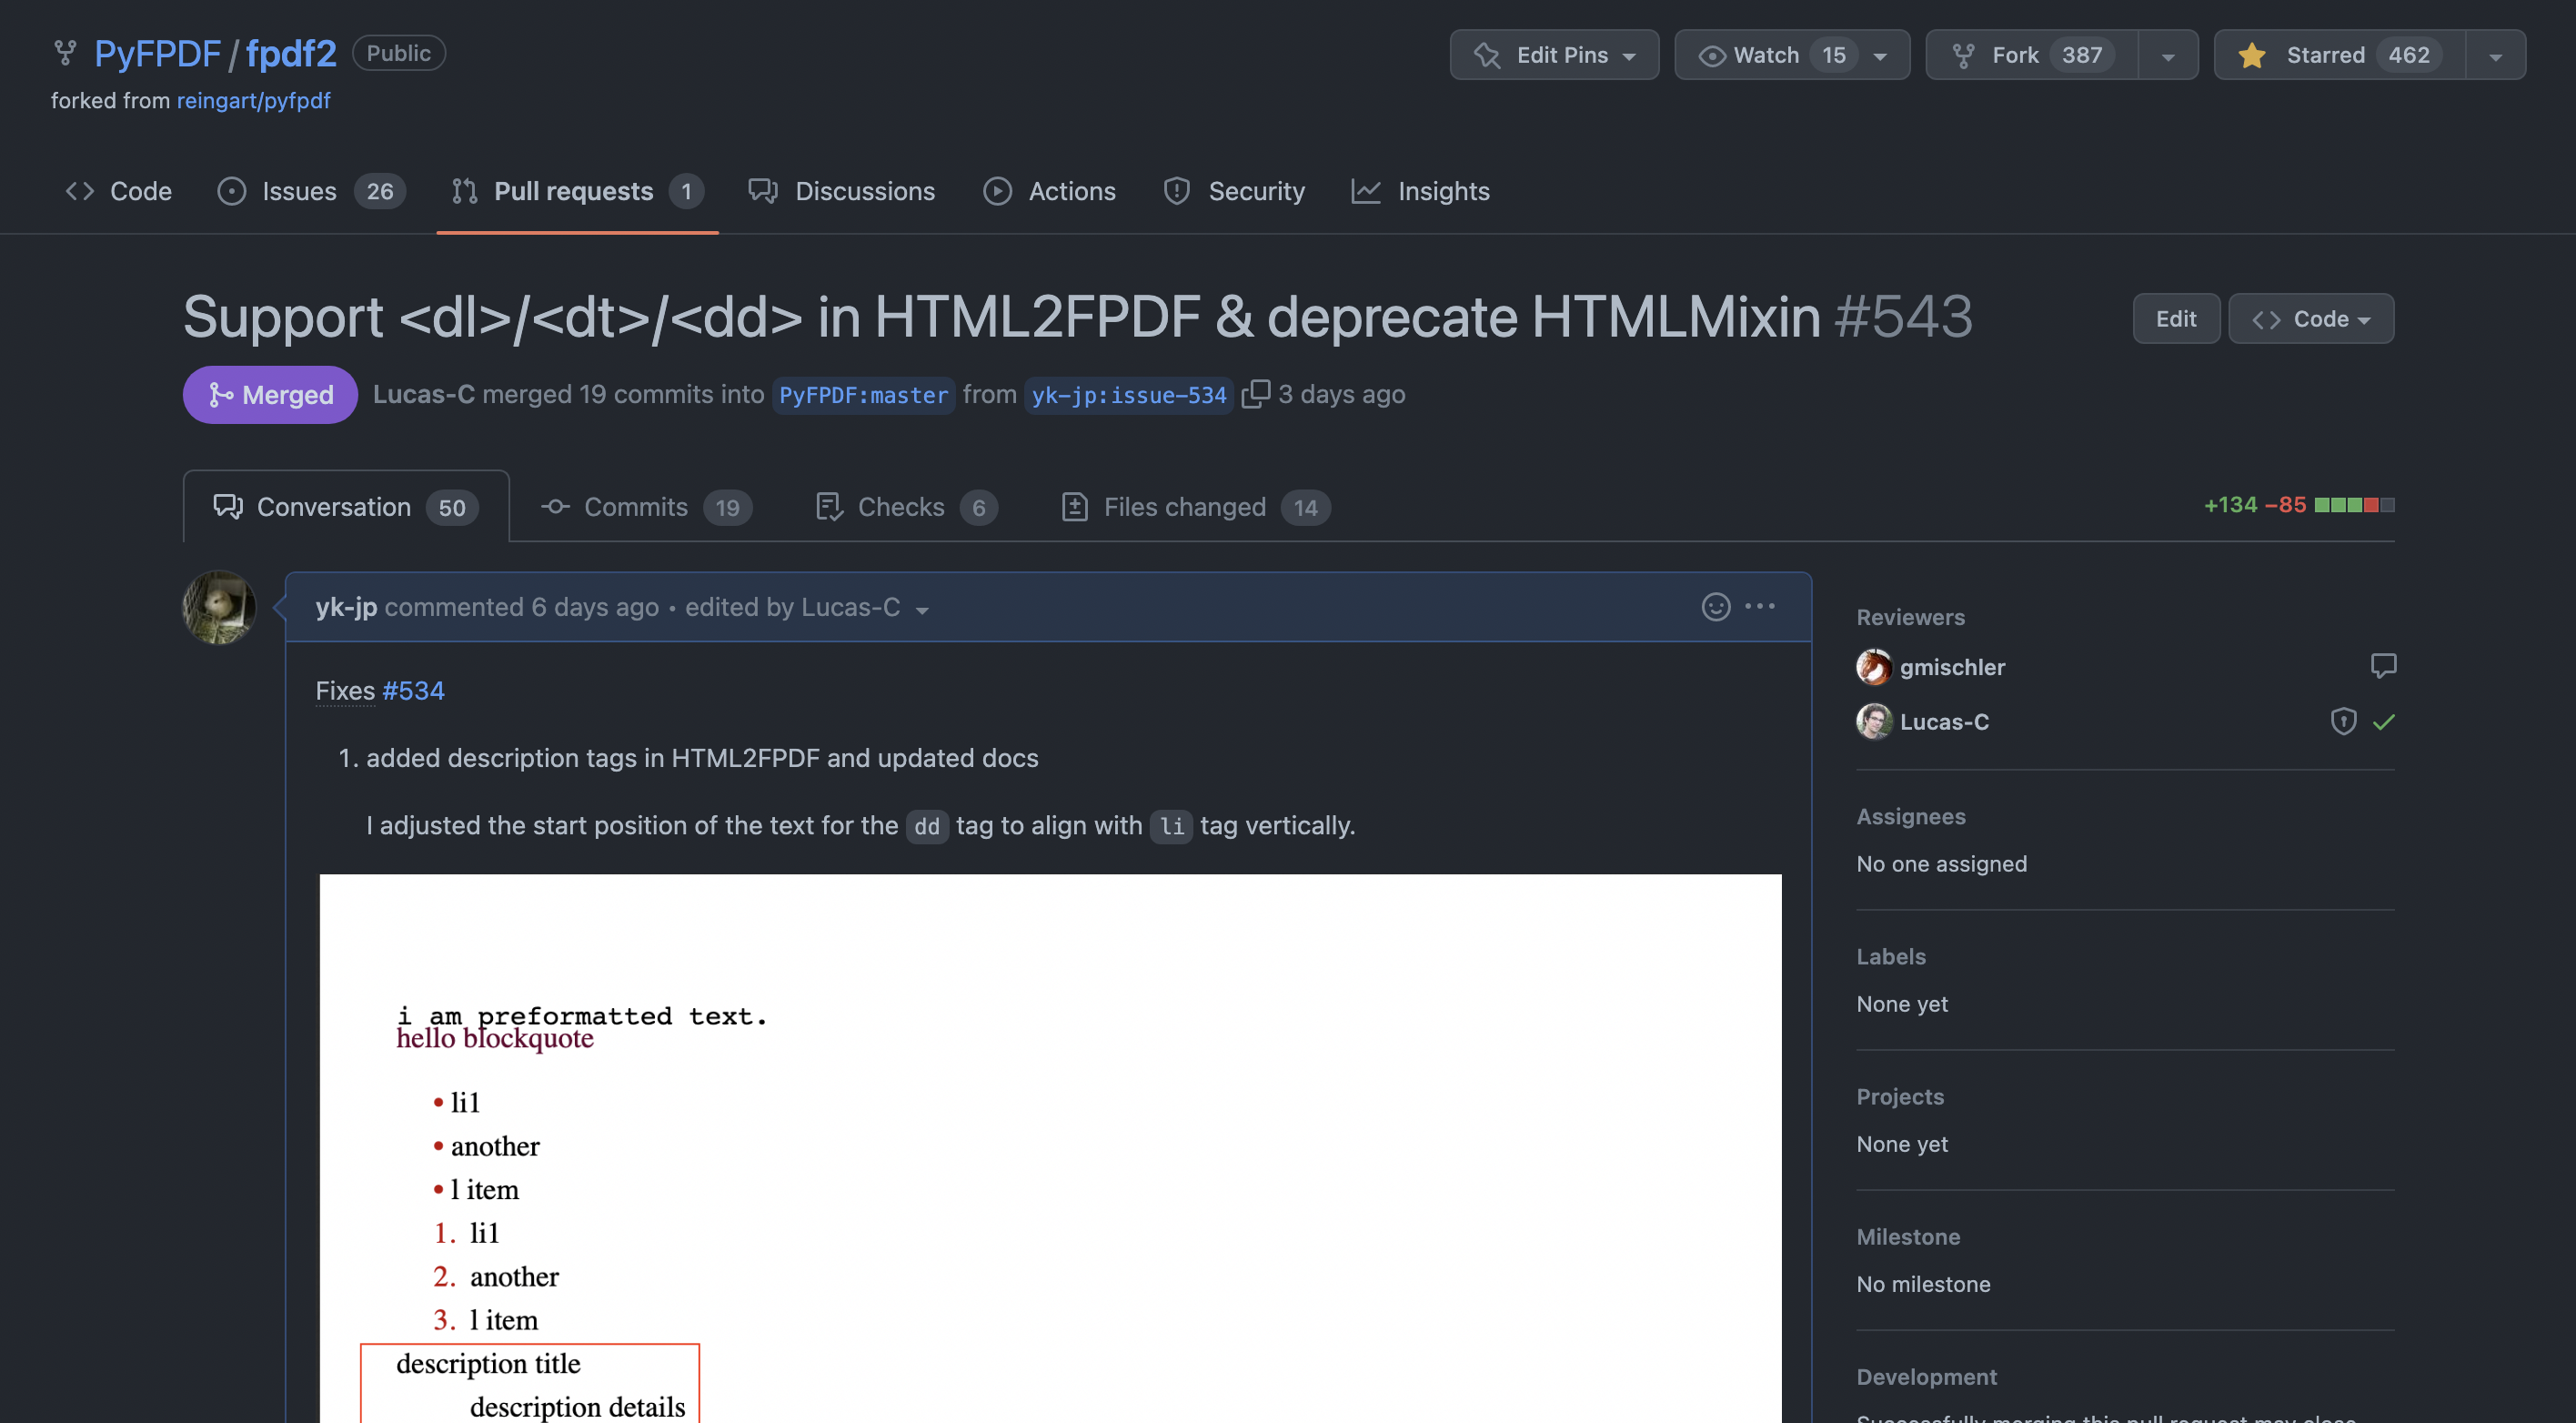 PyFPDF / fpdf2 Public
Edit Pins Watch 15 Fork 387 Starred 462
forked from reingart/pyfpdf
Code Issues 26 Pull requests 1 Discussions Actions Security Insights
Support <dl>/<dt>/<dd> in HTML2FPDF & deprecate HTMLMixin #543
Edit Code
Merged Lucas-C merged 19 commits into PyFPDF:master from yk-jp:issue-534 3 days ago
Conversation 50 Commits 19 Checks 6 Files changed 14
+134 −85
yk-jp commented 6 days ago • edited by Lucas-C
Fixes #534
1. added description tags in HTML2FPDF and updated docs
I adjusted the start position of the text for the dd tag to align with li tag vertically.
i am preformatted text.
hello blockquote
• li1
• another
• l item
1. li1
2. another
3. l item
description title
description details
Reviewers
gmischler
Lucas-C
Assignees
No one assigned
Labels
None yet
Projects
None yet
Milestone
No milestone
Development
Successfully merging this pull request may close